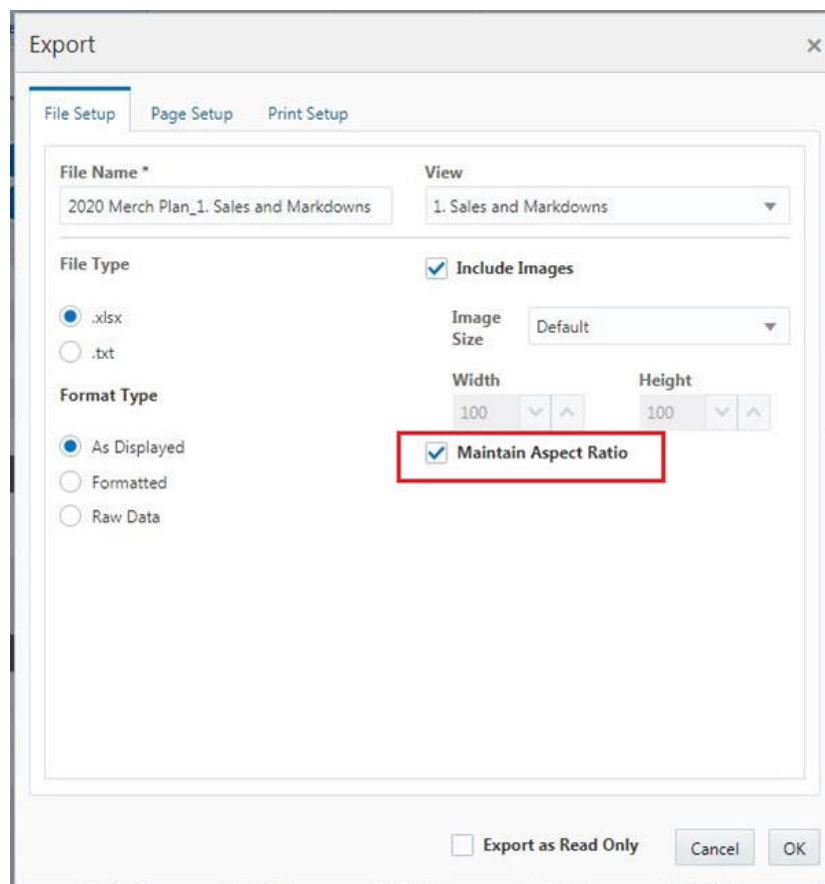 Export
File Setup Page Setup Print Setup
File Name * View
2020 Merch Plan_1. Sales and Markdowns 1. Sales and Markdowns
File Type
Include Images
.xlsx
.txt
Image
Size
Default
Format Type
Width Height
100 100
As Displayed
Maintain Aspect Ratio
Formatted
Raw Data
Export as Read Only Cancel OK